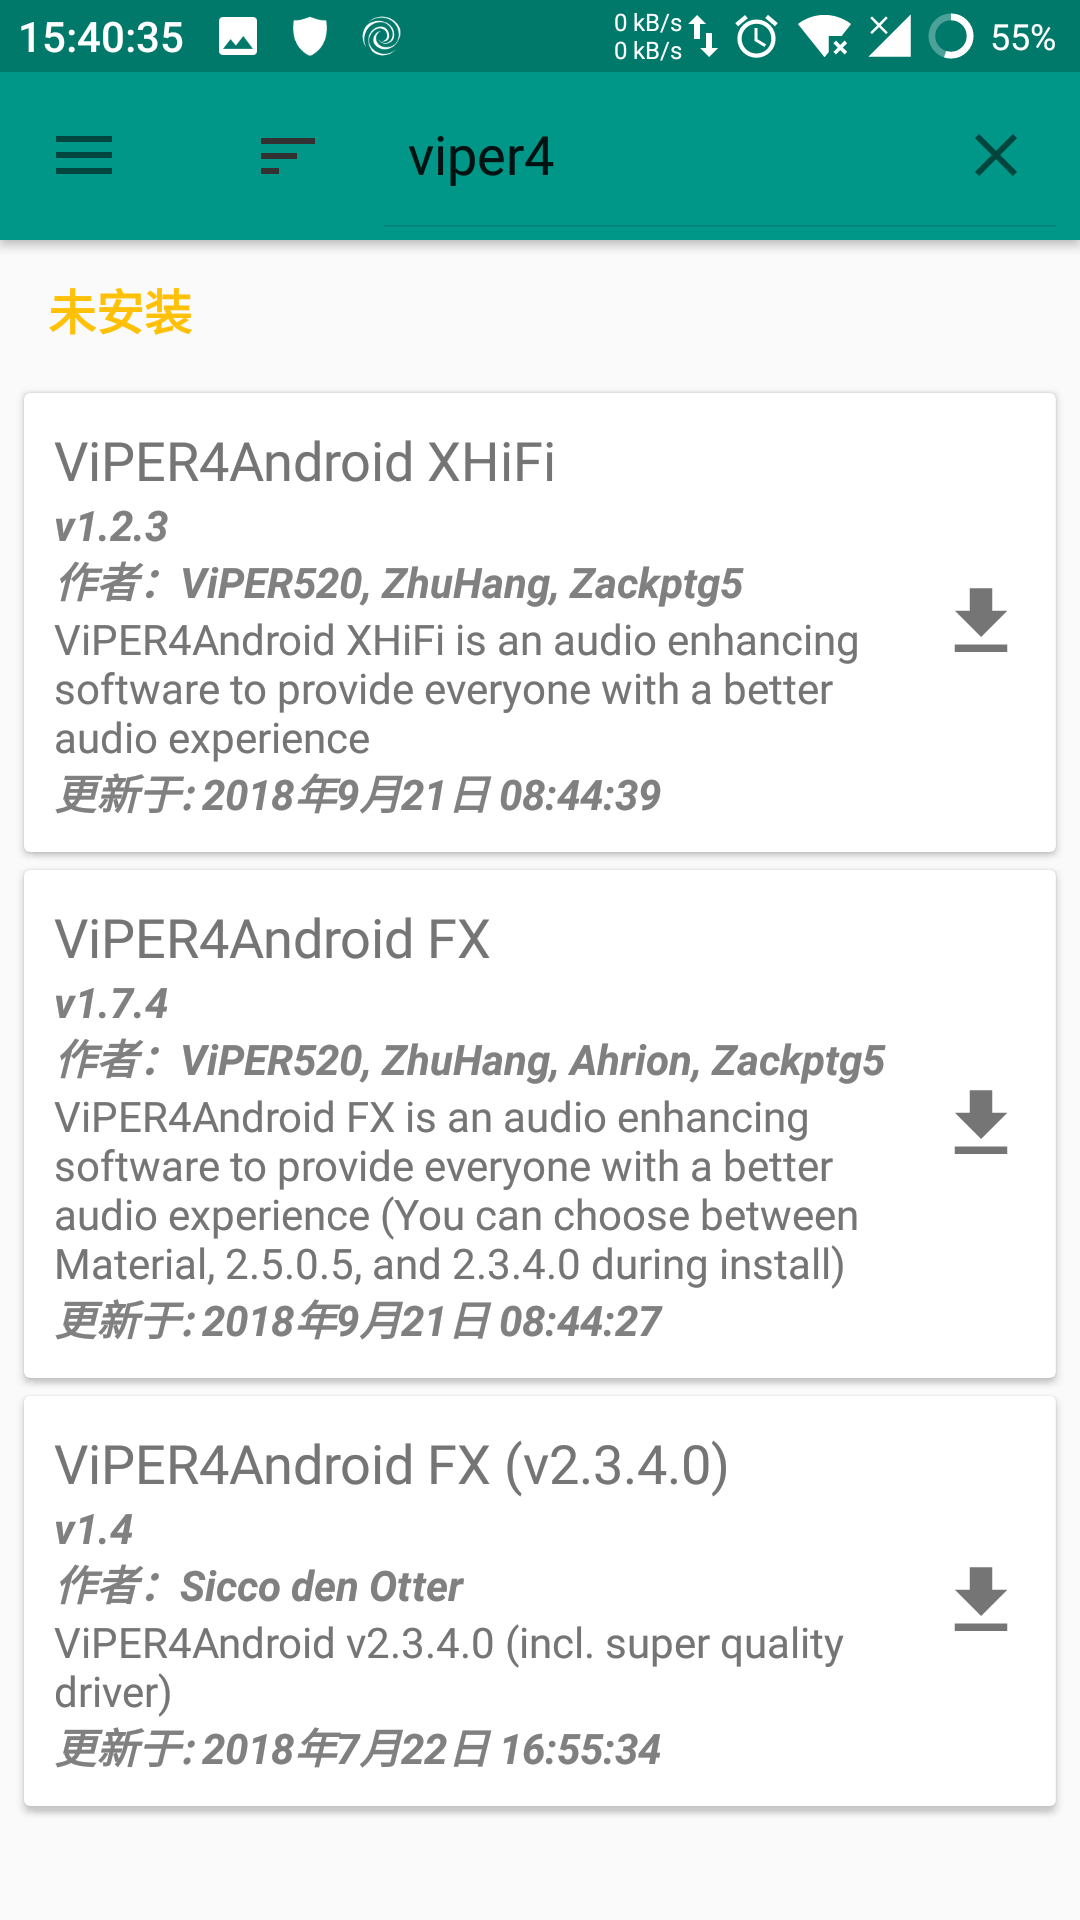 15:40:35
0 kB/s
0 kB/s
55%
viper4
未安装
ViPER4Android XHiFi
v1.2.3
作者：ViPER520, ZhuHang, Zackptg5
ViPER4Android XHiFi is an audio enhancing
software to provide everyone with a better
audio experience
更新于: 2018年9月21日 08:44:39
ViPER4Android FX
v1.7.4
作者：ViPER520, ZhuHang, Ahrion, Zackptg5
ViPER4Android FX is an audio enhancing
software to provide everyone with a better
audio experience (You can choose between
Material, 2.5.0.5, and 2.3.4.0 during install)
更新于: 2018年9月21日 08:44:27
ViPER4Android FX (v2.3.4.0)
v1.4
作者：Sicco den Otter
ViPER4Android v2.3.4.0 (incl. super quality
driver)
更新于: 2018年7月22日 16:55:34